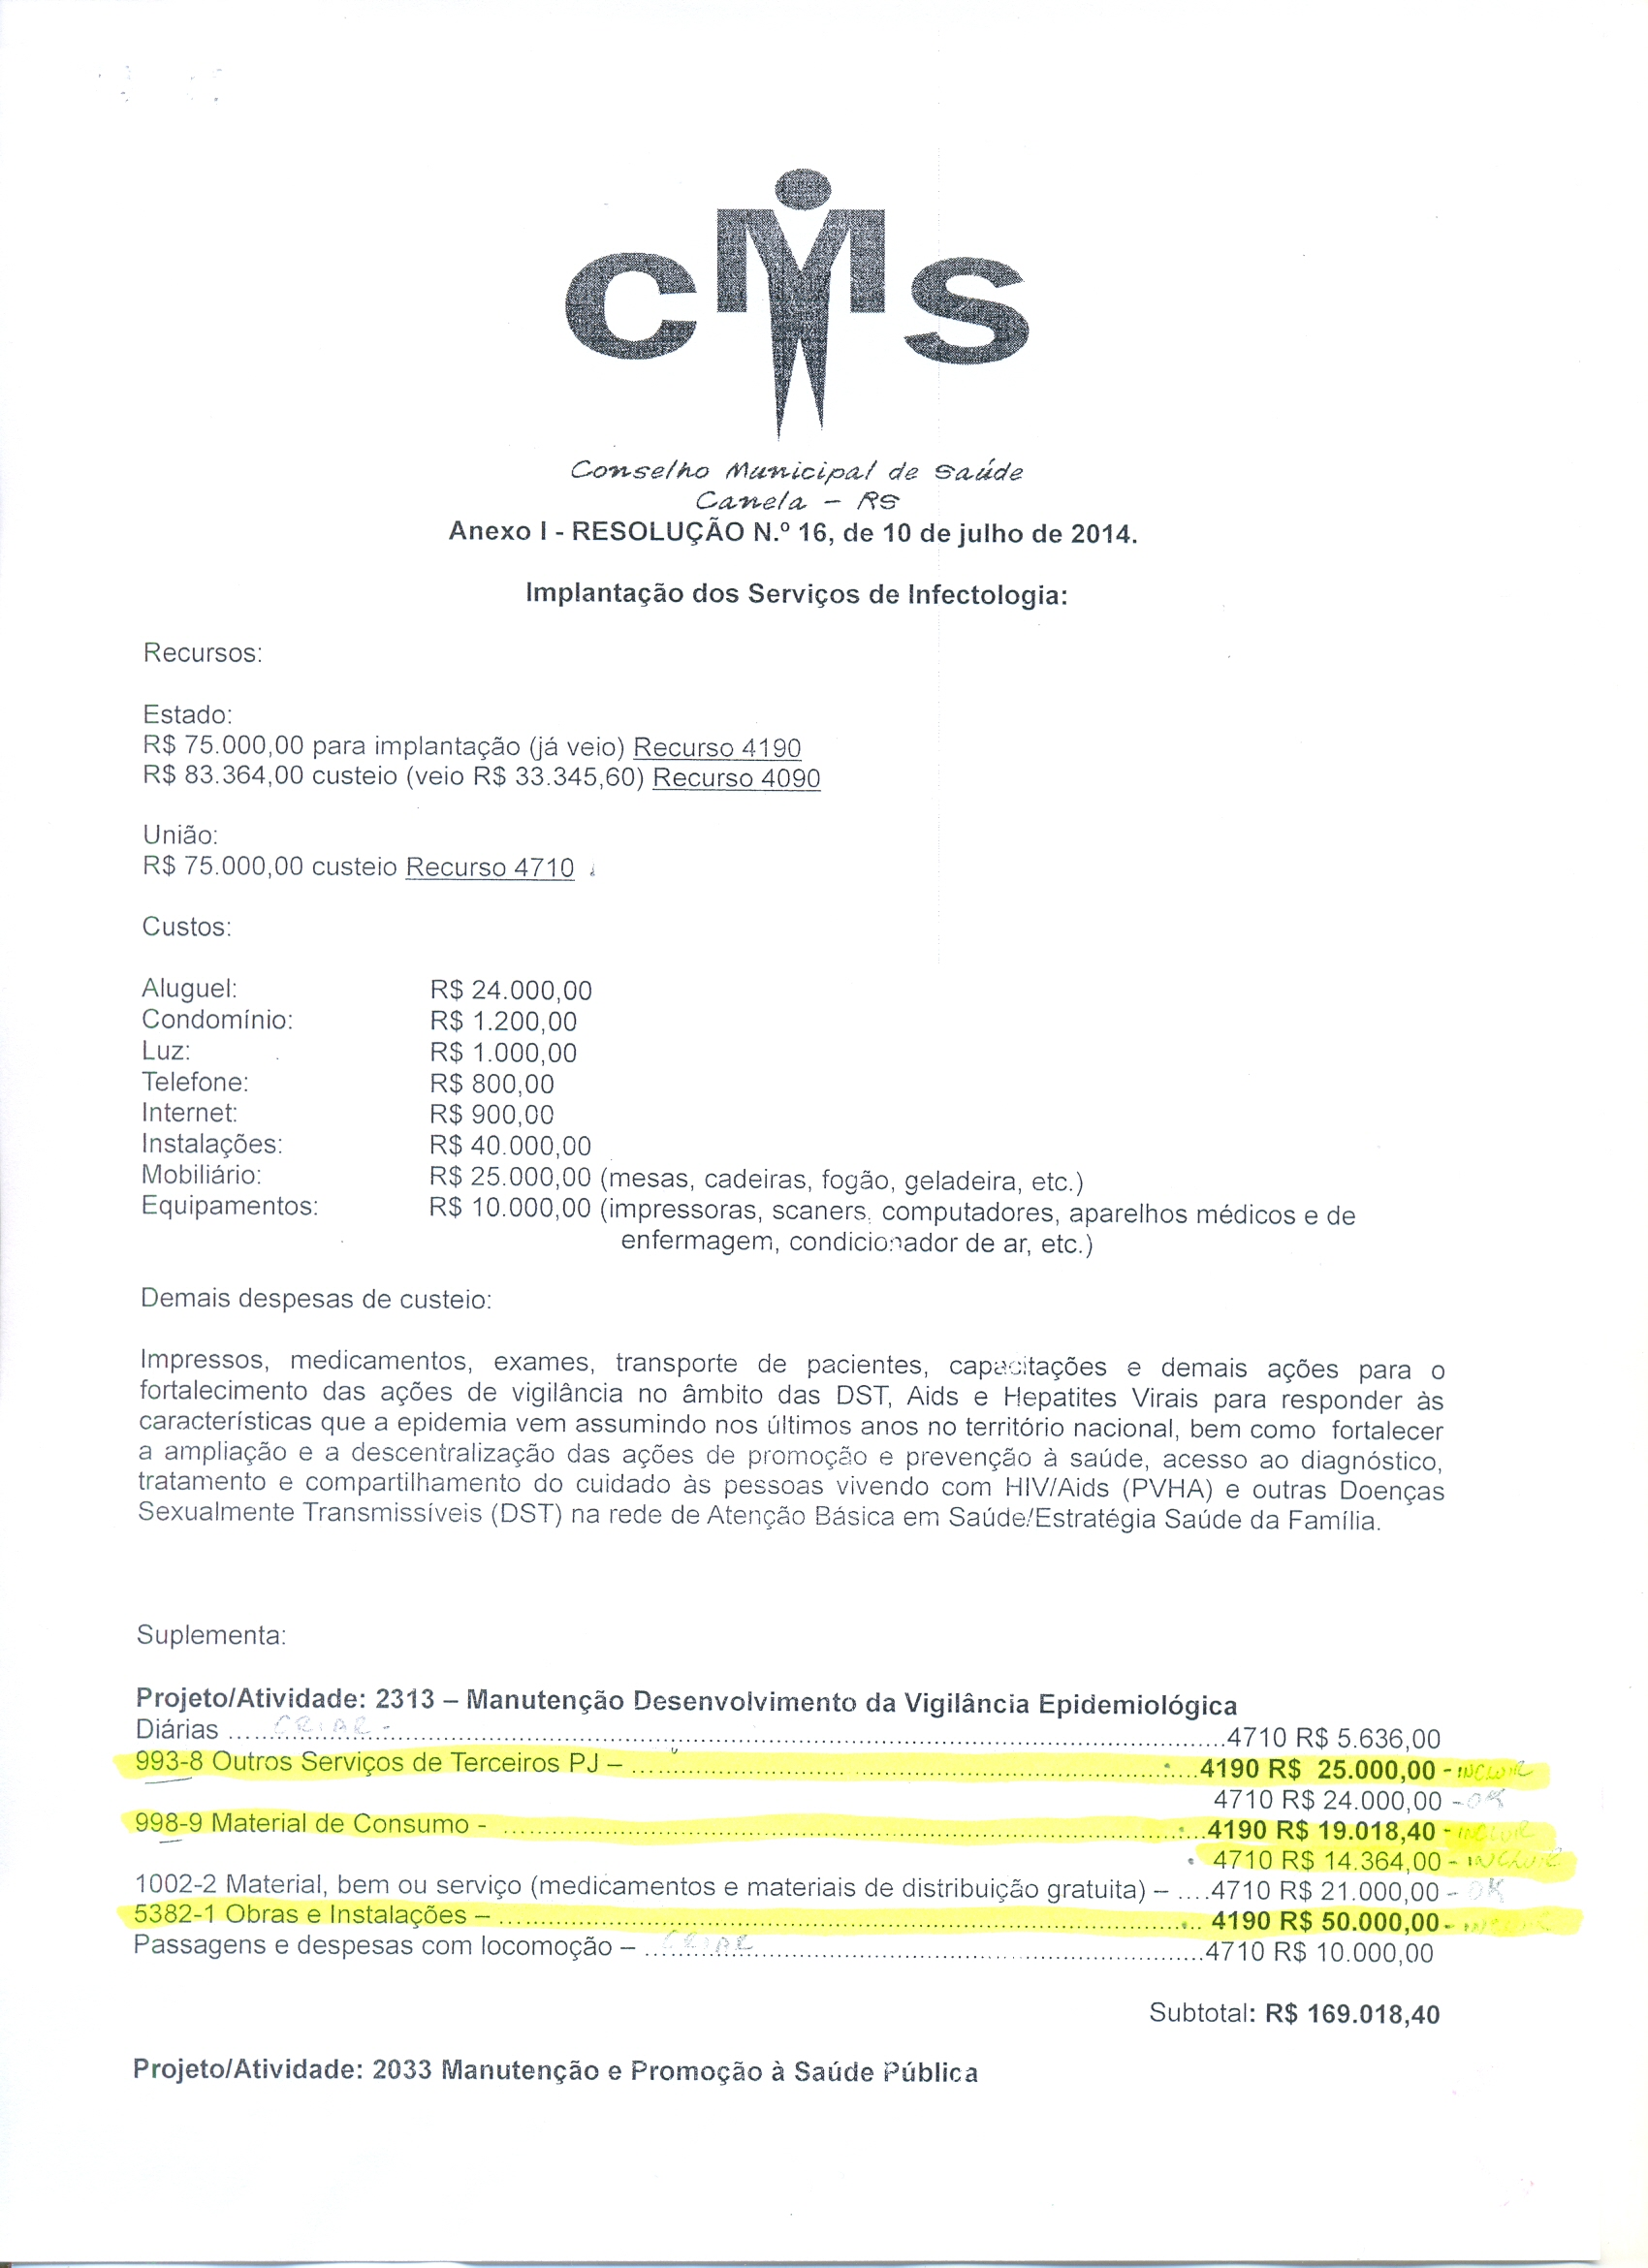 CMS
Conselho Municipal de Saúde
Canela - RS
Anexo I - RESOLUÇÃO N.º 16, de 10 de julho de 2014.
Implantação dos Serviços de Infectologia:
Recursos:
Estado:
R$ 75.000,00 para implantação (já veio) Recurso 4190
R$ 83.364,00 custeio (veio R$ 33.345,60) Recurso 4090
União:
R$ 75.000,00 custeio Recurso 4710
Custos:
Aluguel: R$ 24.000,00
Condomínio: R$ 1.200,00
Luz: R$ 1.000,00
Telefone: R$ 800,00
Internet: R$ 900,00
Instalações: R$ 40.000,00
Mobiliário: R$ 25.000,00 (mesas, cadeiras, fogão, geladeira, etc.)
Equipamentos: R$ 10.000,00 (impressoras, scaners, computadores, aparelhos médicos e de
enfermagem, condicionador de ar, etc.)
Demais despesas de custeio:
Impressos, medicamentos, exames, transporte de pacientes, capacitações e demais ações para o
fortalecimento das ações de vigilância no âmbito das DST, Aids e Hepatites Virais para responder às
características que a epidemia vem assumindo nos últimos anos no território nacional, bem como fortalecer
a ampliação e a descentralização das ações de promoção e prevenção à saúde, acesso ao diagnóstico,
tratamento e compartilhamento do cuidado às pessoas vivendo com HIV/Aids (PVHA) e outras Doenças
Sexualmente Transmissíveis (DST) na rede de Atenção Básica em Saúde/Estratégia Saúde da Família.
Suplementa:
Projeto/Atividade: 2313 – Manutenção Desenvolvimento da Vigilância Epidemiológica
Diárias ..... CRIAR - ..... 4710 R$ 5.636,00
993-8 Outros Serviços de Terceiros PJ – ..... 4190 R$ 25.000,00 - INCLUIR
4710 R$ 24.000,00 - OK
998-9 Material de Consumo - ..... 4190 R$ 19.018,40 - INCLUIR
4710 R$ 14.364,00 - INCLUIR
1002-2 Material, bem ou serviço (medicamentos e materiais de distribuição gratuita) – ....4710 R$ 21.000,00 - OK
5382-1 Obras e Instalações – ..... 4190 R$ 50.000,00 - INCLUIR
Passagens e despesas com locomoção – ..... CRIAR ..... 4710 R$ 10.000,00
Subtotal: R$ 169.018,40
Projeto/Atividade: 2033 Manutenção e Promoção à Saúde Pública